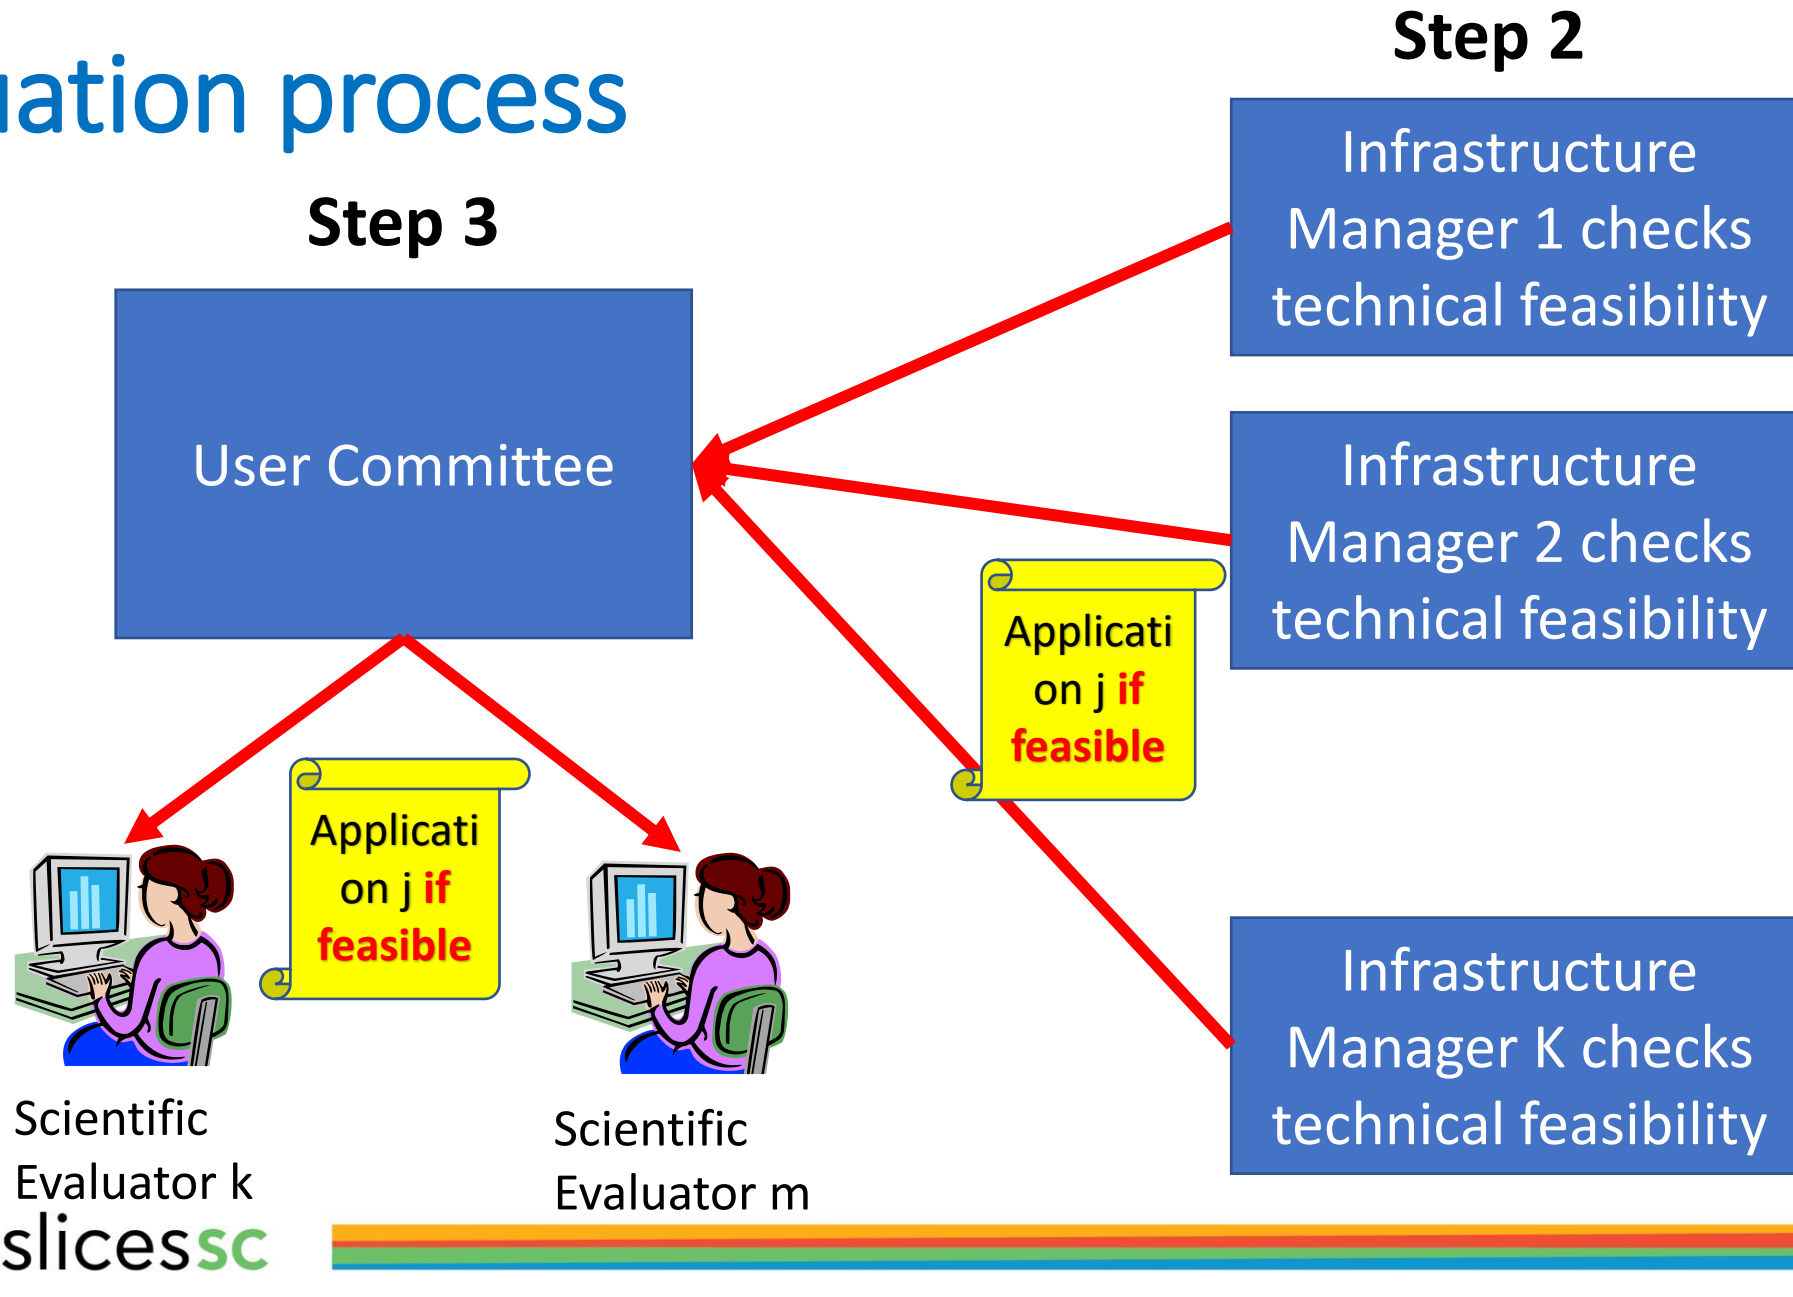 Step 2
uation process
Step 3
Infrastructure
Manager 1 checks
technical feasibility
User Committee
Infrastructure
Manager 2 checks
technical feasibility
Applicati
on j if
feasible
Applicati
on j if
feasible
Infrastructure
Manager K checks
technical feasibility
Scientific
Evaluator k
Scientific
Evaluator m
slicessc